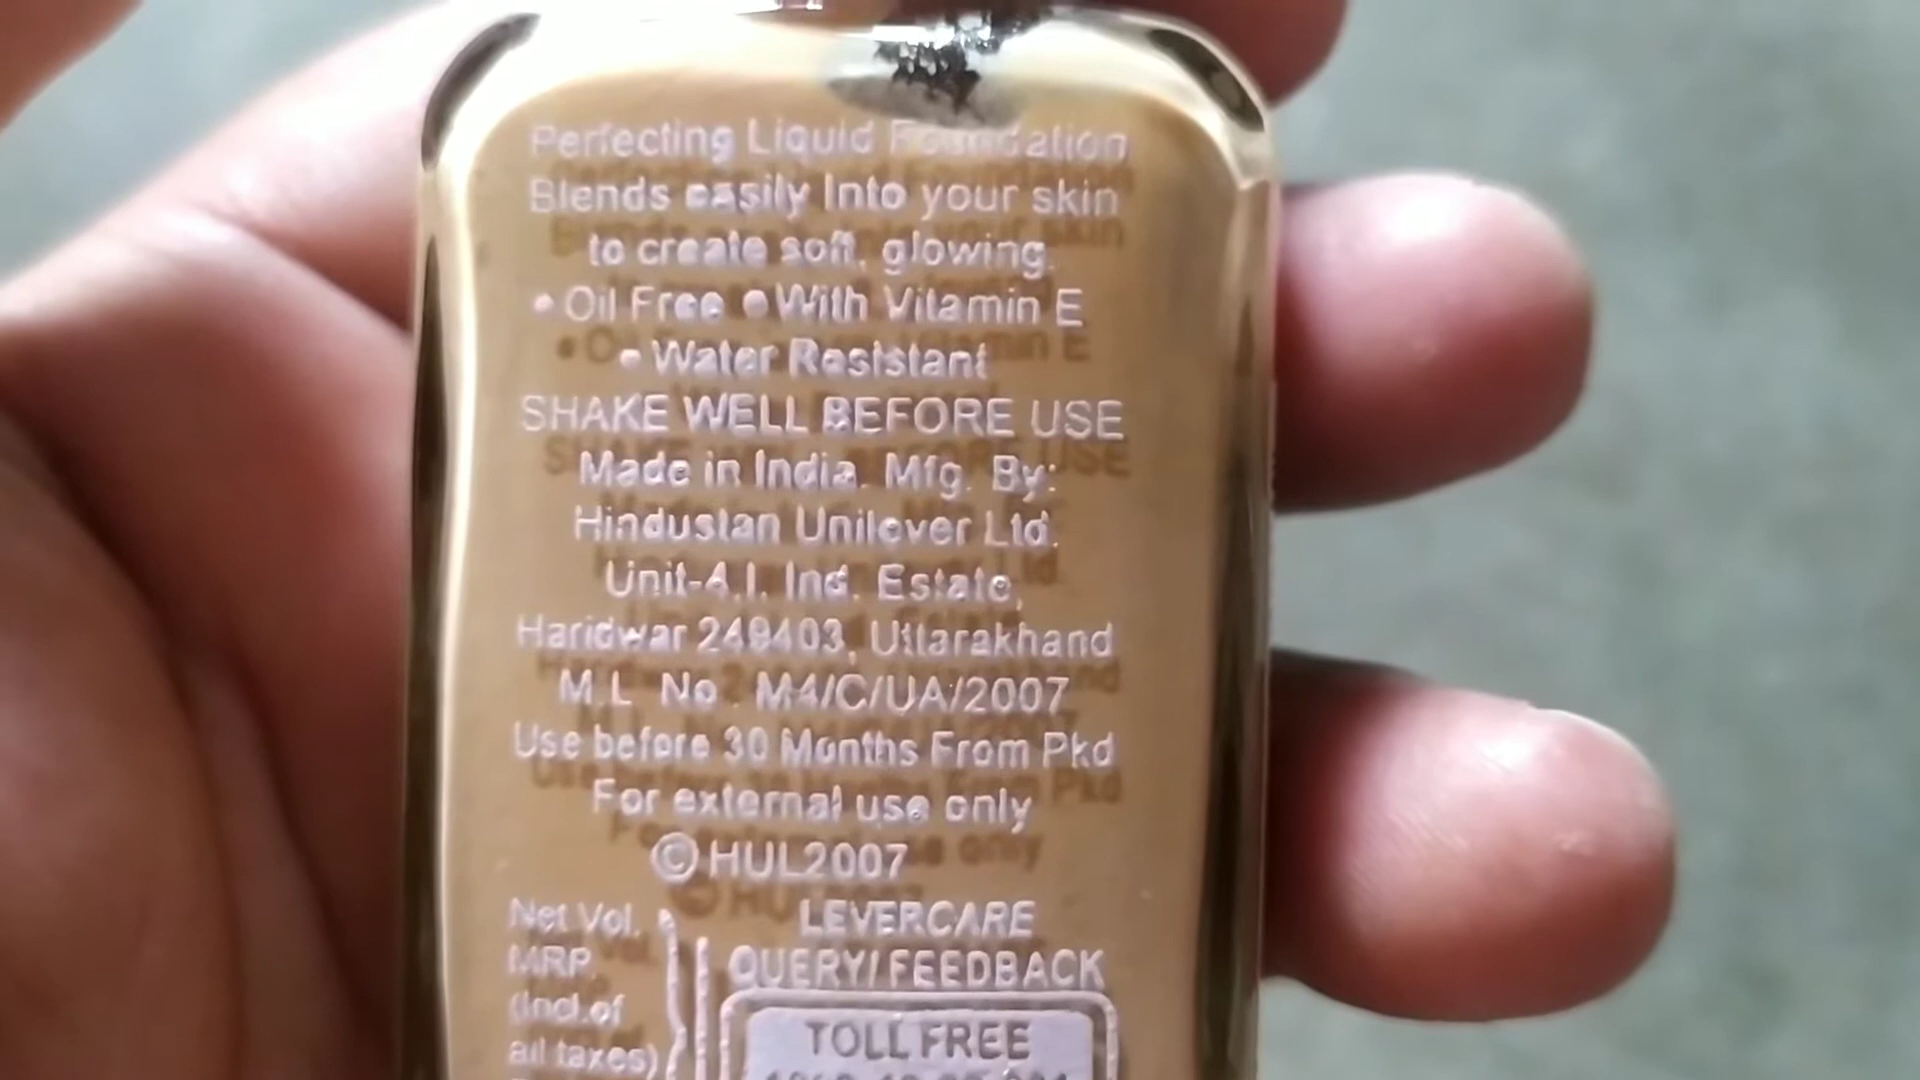 Perfecting Liquid Foundation
Blends easily Into your skin
to create soft, glowing.
• Oil Free • With Vitamin E
• Water Resistant
SHAKE WELL BEFORE USE
Made in India. Mfg. By:
Hindustan Unilever Ltd.
Unit-4.I. Ind. Estate,
Haridwar 249403, Uttarakhand
M.L No. M4/C/UA/2007
Use before 30 Months From Pkd
For external use only
© HUL2007
Net Vol.
MRP.
(Incl.of
all taxes)
LEVERCARE
QUERY/FEEDBACK
TOLL FREE